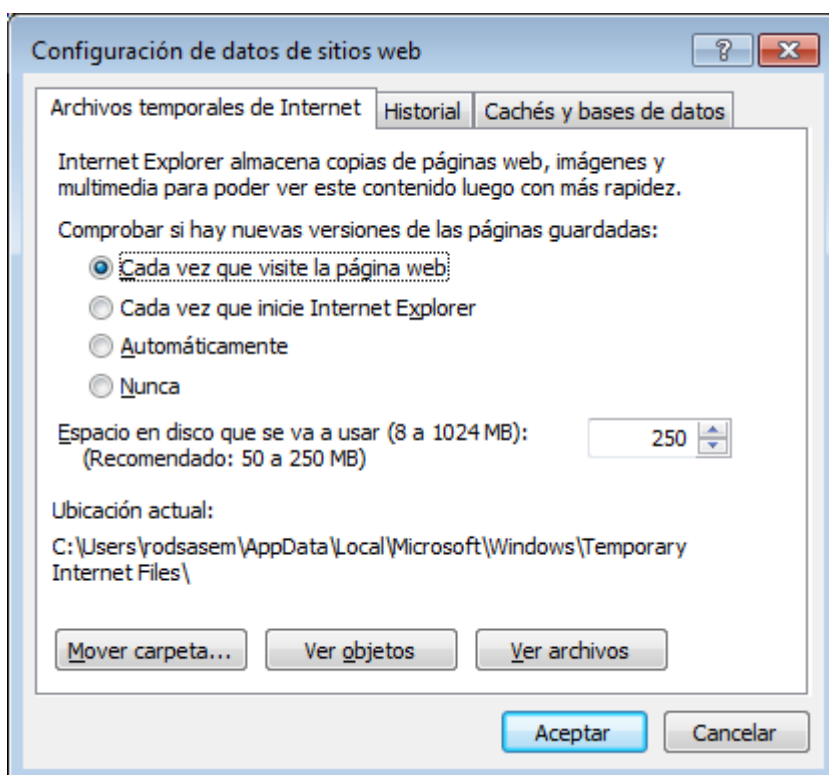 Configuración de datos de sitios web
Archivos temporales de Internet Historial Cachés y bases de datos
Internet Explorer almacena copias de páginas web, imágenes y
multimedia para poder ver este contenido luego con más rapidez.
Comprobar si hay nuevas versiones de las páginas guardadas:
Cada vez que visite la página web
Cada vez que inicie Internet Explorer
Automáticamente
Nunca
Espacio en disco que se va a usar (8 a 1024 MB): 250
(Recomendado: 50 a 250 MB)
Ubicación actual:
C:\Users\rodsasem\AppData\Local\Microsoft\Windows\Temporary
Internet Files\
Mover carpeta... Ver objetos Ver archivos
Aceptar Cancelar